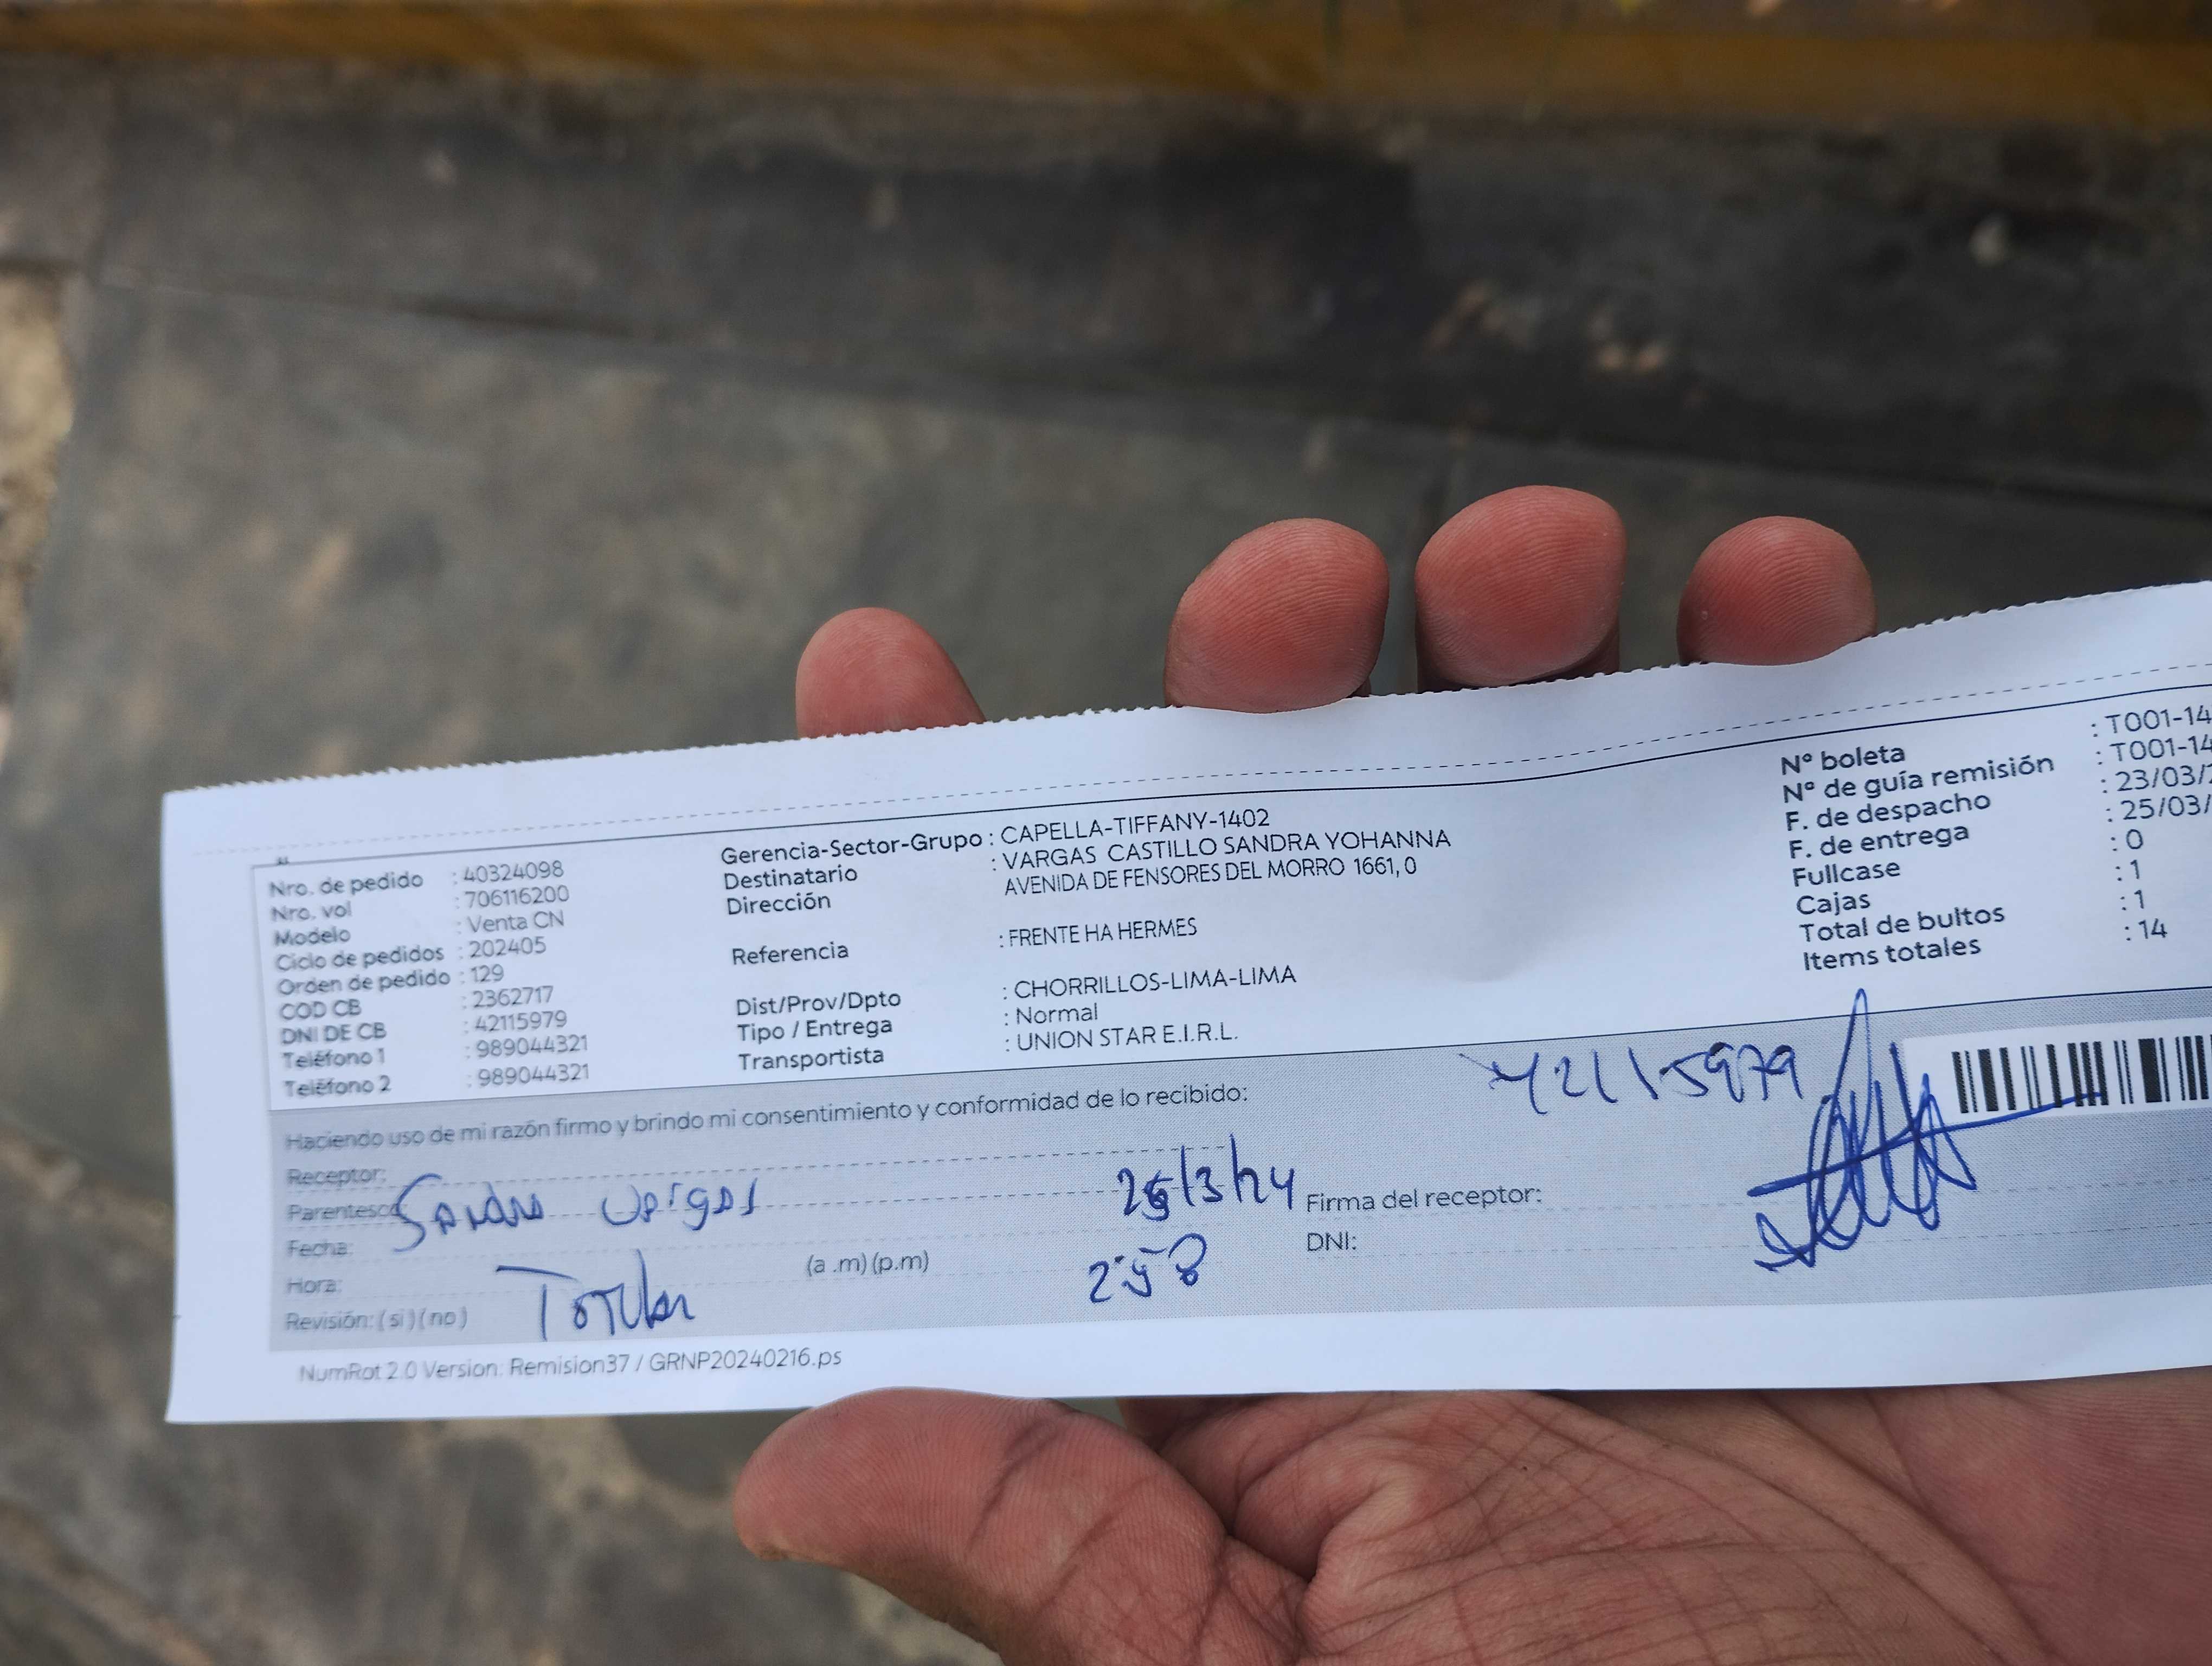 Nro. de pedido : 40324098
Nro. vol : 706116200
Modelo : Venta CN
Ciclo de pedidos : 202405
Orden de pedido : 129
COD CB : 2362717
DNI DE CB : 42115979
Teléfono 1 : 989044321
Teléfono 2 : 989044321
Gerencia-Sector-Grupo : CAPELLA-TIFFANY-1402
Destinatario : VARGAS CASTILLO SANDRA YOHANNA
Dirección AVENIDA DE FENSORES DEL MORRO 1661, 0
Referencia : FRENTE HA HERMES
Dist/Prov/Dpto : CHORRILLOS-LIMA-LIMA
Tipo / Entrega : Normal
Transportista : UNION STAR E.I.R.L.
Nº boleta : T001-14
Nº de guía remisión : T001-14
F. de despacho : 23/03/2
F. de entrega : 25/03/
Fullcase : 0
Cajas : 1
Total de bultos : 1
Items totales : 14
Haciendo uso de mi razón firmo y brindo mi consentimiento y conformidad de lo recibido:
42115979
Receptor:
Parentesco Sandra Vargas
Fecha: 25/3/24
Hora: (a .m) (p.m) 2:58
Revisión: ( si ) ( no ) Titular
Firma del receptor:
DNI:
NumRot 2.0 Version: Remision37 / GRNP20240216.ps